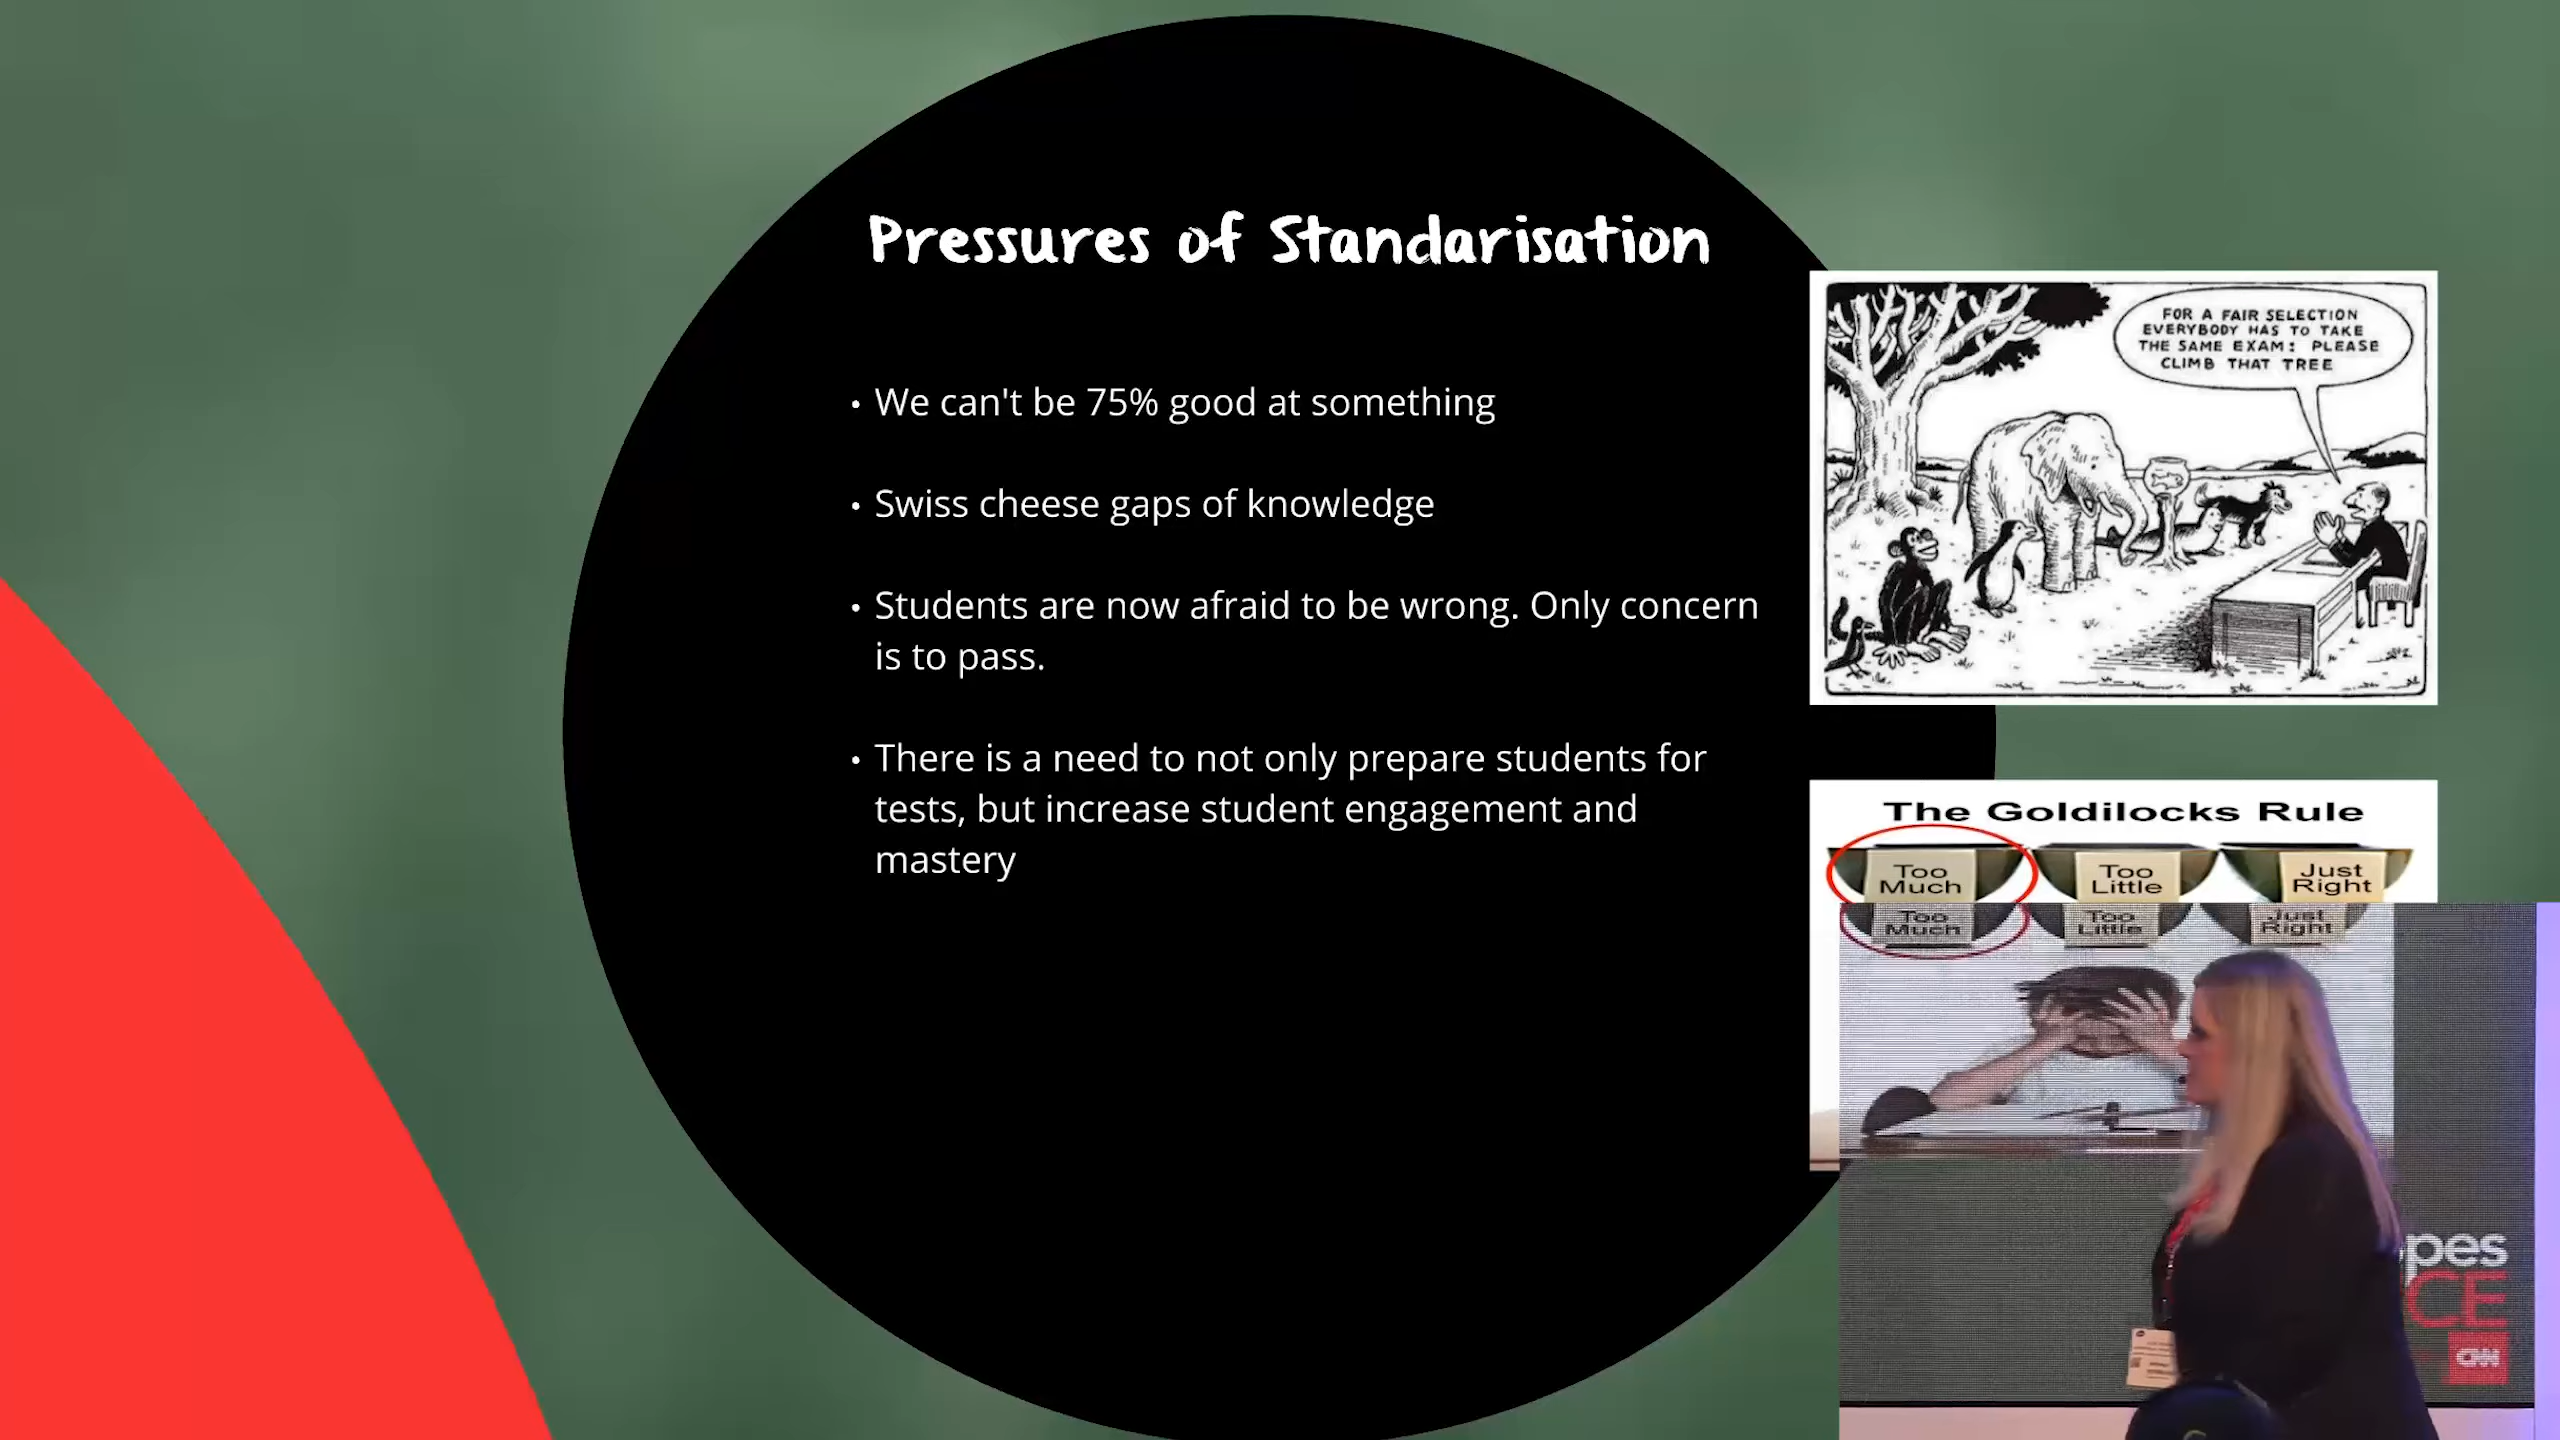 Pressures of Standarisation
• We can't be 75% good at something
• Swiss cheese gaps of knowledge
• Students are now afraid to be wrong. Only concern
is to pass.
• There is a need to not only prepare students for
tests, but increase student engagement and
mastery
FOR A FAIR SELECTION
EVERYBODY HAS TO TAKE
THE SAME EXAM: PLEASE
CLIMB THAT TREE
The Goldilocks Rule
Too
Much
Too
Little
Just
Right
Too
Much
Too
Little
Just
Right
pes
CE
CNN